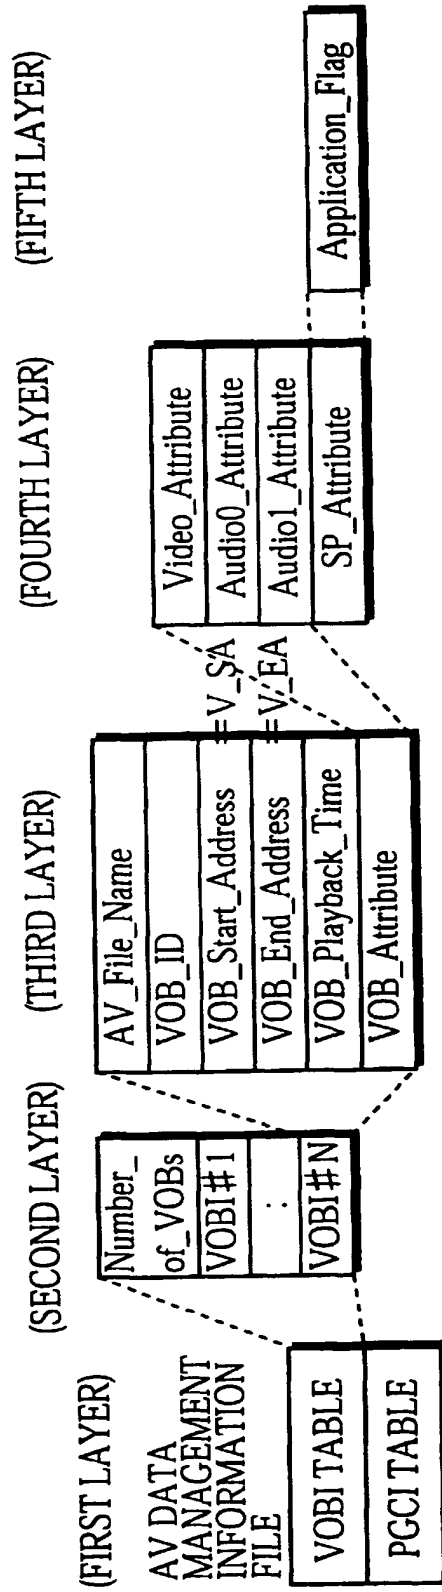 (FIRST LAYER)
AV DATA
MANAGEMENT
INFORMATION
FILE
VOBI TABLE
PGCI TABLE
(SECOND LAYER)
Number_
of_VOBs
VOBI#1
:
VOBI#N
(THIRD LAYER)
AV_File_Name
VOB_ID
VOB_Start_Address
=V_SA
VOB_End_Address
=V_EA
VOB_Playback_Time
VOB_Attribute
(FOURTH LAYER)
Video_Attribute
Audio0_Attribute
Audio1_Attribute
SP_Attribute
(FIFTH LAYER)
Application_Flag